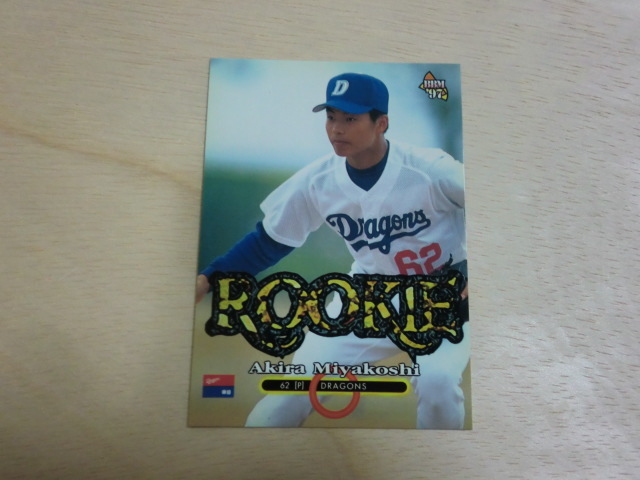 BBM
'97
D
Dragons
62
ROOKIE
Akira Miyakoshi
62 [P] DRAGONS